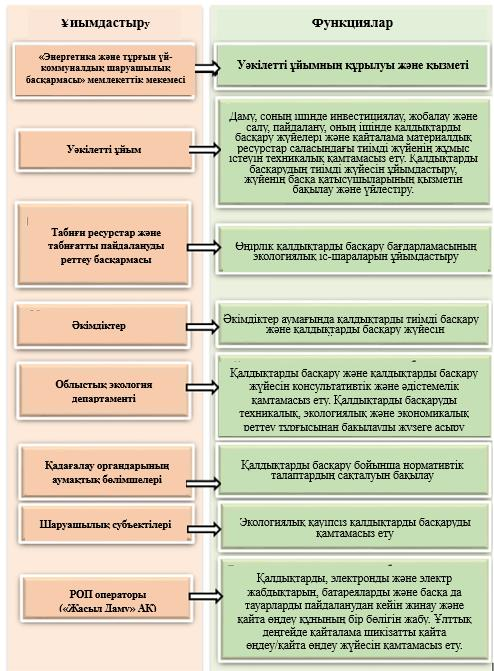 Ұйымдастыру
Функциялар
«Энергетика және тұрғын үй-
коммуналдық шаруашылық
басқармасы» мемлекеттік мекемесі
Уәкілетті ұйымның құрылуы және қызметі
Уәкілетті ұйым
Даму, соның ішінде инвестициялау, жобалау және
салу, пайдалану, оның ішінде қалдықтарды
басқару жүйелері және қайталама материалдық
ресурстар саласындағы тиімді жүйенің жұмыс
істеуін техникалық қамтамасыз ету. Қалдықтарды
басқарудың тиімді жүйесін ұйымдастыру,
жүйенің басқа қатысушыларының қызметін
бақылау және үйлестіру.
Табиғи ресурстар және
табиғатты пайдалануды
реттеу басқармасы
Өңірлік қалдықтарды басқару бағдарламасының
экологиялық іс-шараларын ұйымдастыру
Әкімдіктер
Әкімдіктер аумағында қалдықтарды тиімді басқару
және қалдықтарды басқару жүйесін
Облыстық экология
департаменті
Қалдықтарды басқару және қалдықтарды басқару
жүйесін консультативтік және әдістемелік
қамтамасыз ету. Қалдықтарды басқаруды
техникалық, экологиялық және экономикалық
реттеу тұрғысынан бақылауды жүзеге асыру
Қадағалау органдарының
аумақтық бөлімшелері
Қалдықтарды басқару бойынша нормативтік
талаптардың сақталуын бақылау
Шаруашылық субъектілері
Экологиялық қауіпсіз қалдықтарды басқаруды
қамтамасыз ету
РОП операторы
(«Жасыл Даму» АҚ)
Қалдықтарды, электронды және электр
жабдықтарын, батареяларды және басқа да
тауарларды пайдаланудан кейін жинау және
қайта өңдеу құнының бір бөлігін жабу. Ұлттық
деңгейде қайталама шикізатты қайта
өңдеу/қайта өңдеу жүйесін қамтамасыз ету.